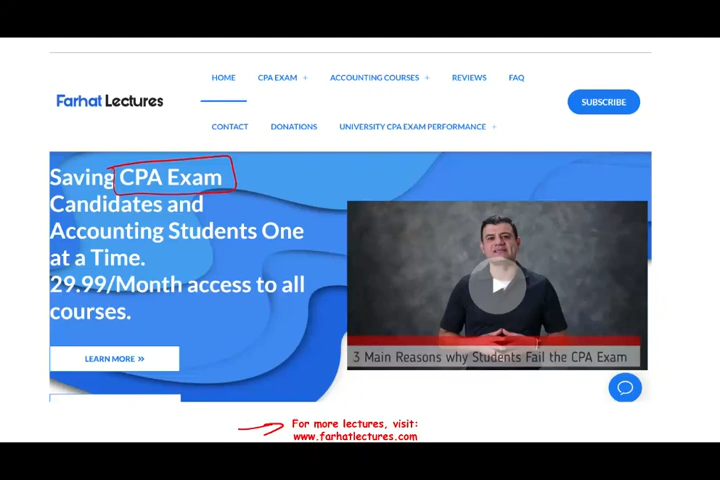 HOME
CPA EXAM +
ACCOUNTING COURSES +
REVIEWS
FAQ
Farhat Lectures
SUBSCRIBE
CONTACT
DONATIONS
UNIVERSITY CPA EXAM PERFORMANCE +
Saving CPA Exam
Candidates and
Accounting Students One
at a Time.
29.99/Month access to all
courses.
LEARN MORE »
3 Main Reasons why Students Fail the CPA Exam
For more lectures, visit:
www.farhatlectures.com